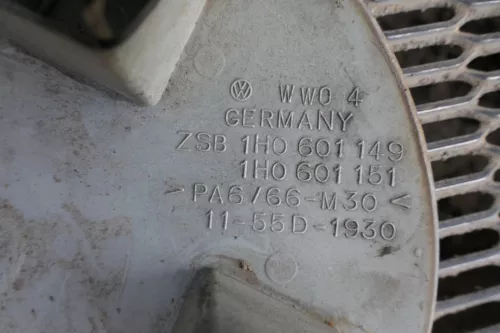 WWO 4
GERMANY
ZSB 1H0 601 149
1H0 601 151
>PA6/66-M30<
11-55D-1930